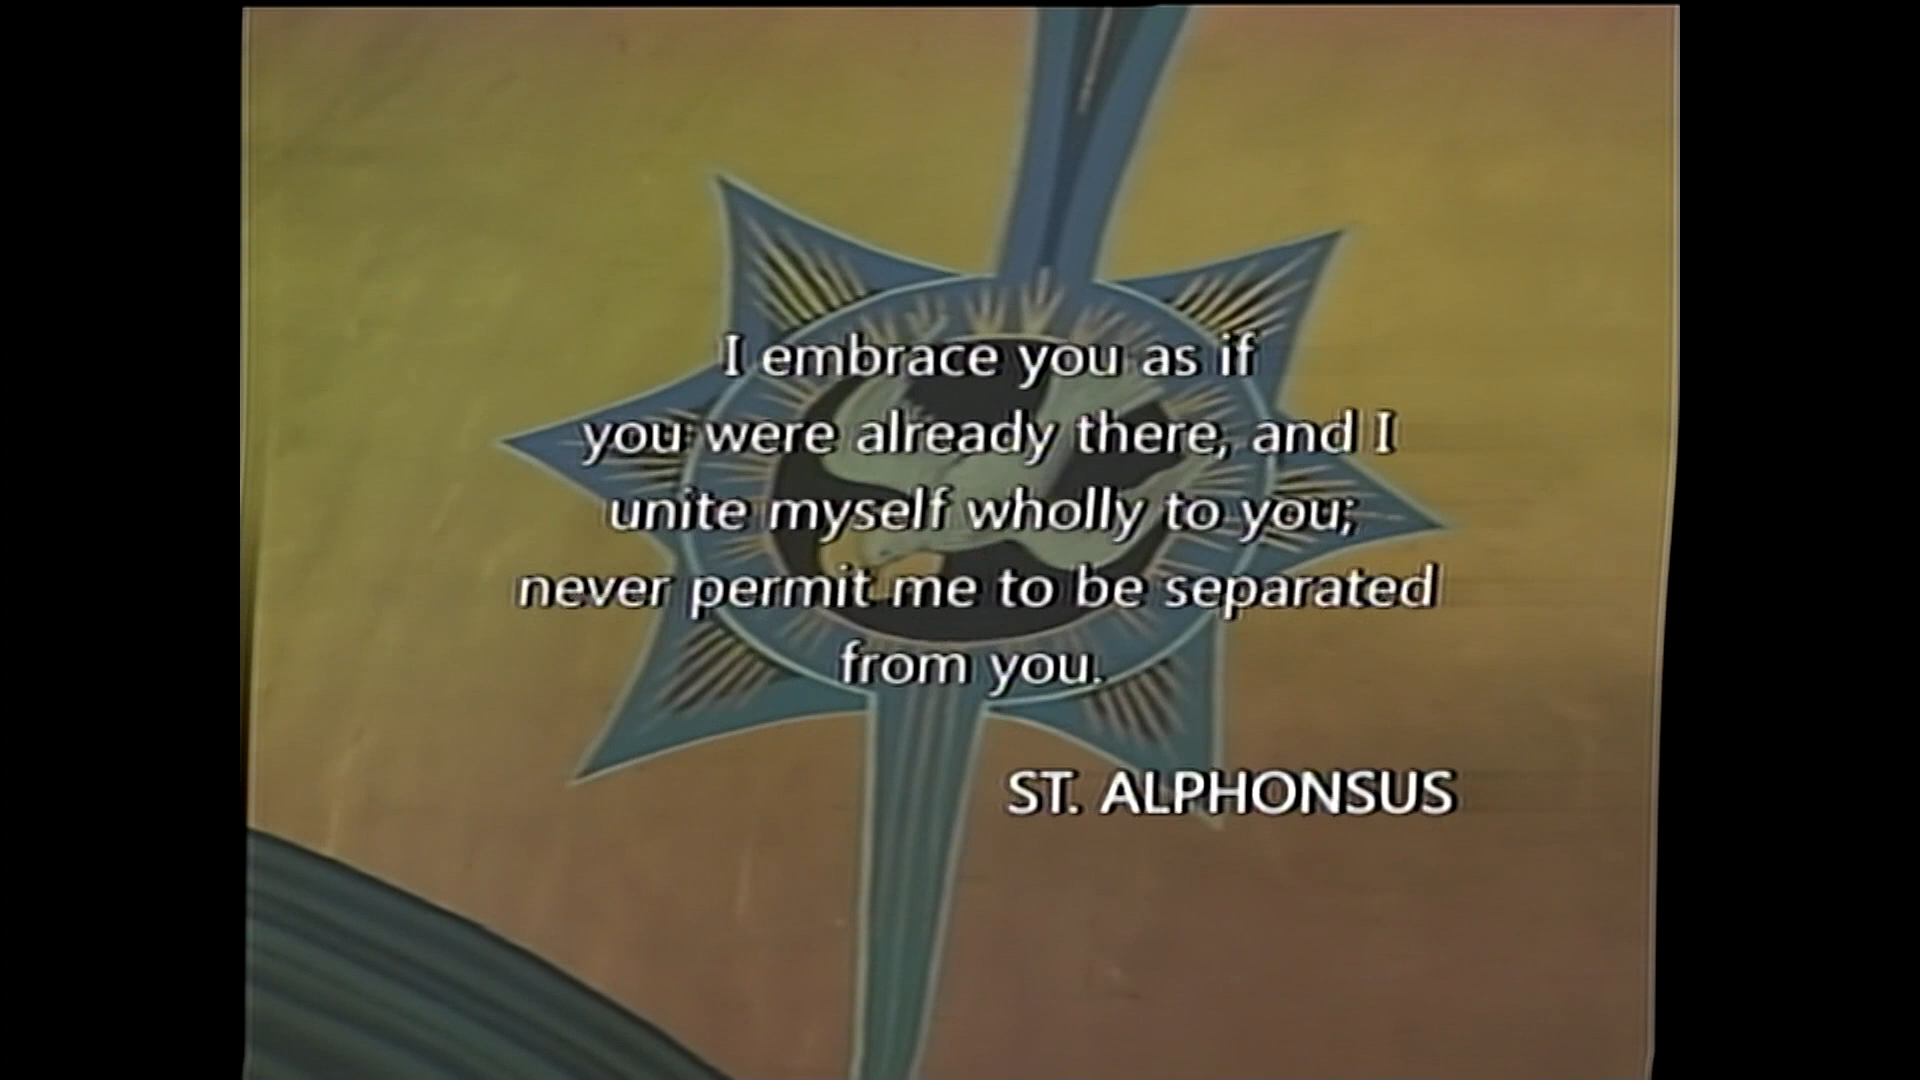 I embrace you as if
you were already there, and I
unite myself wholly to you;
never permit me to be separated
from you.
ST. ALPHONSUS